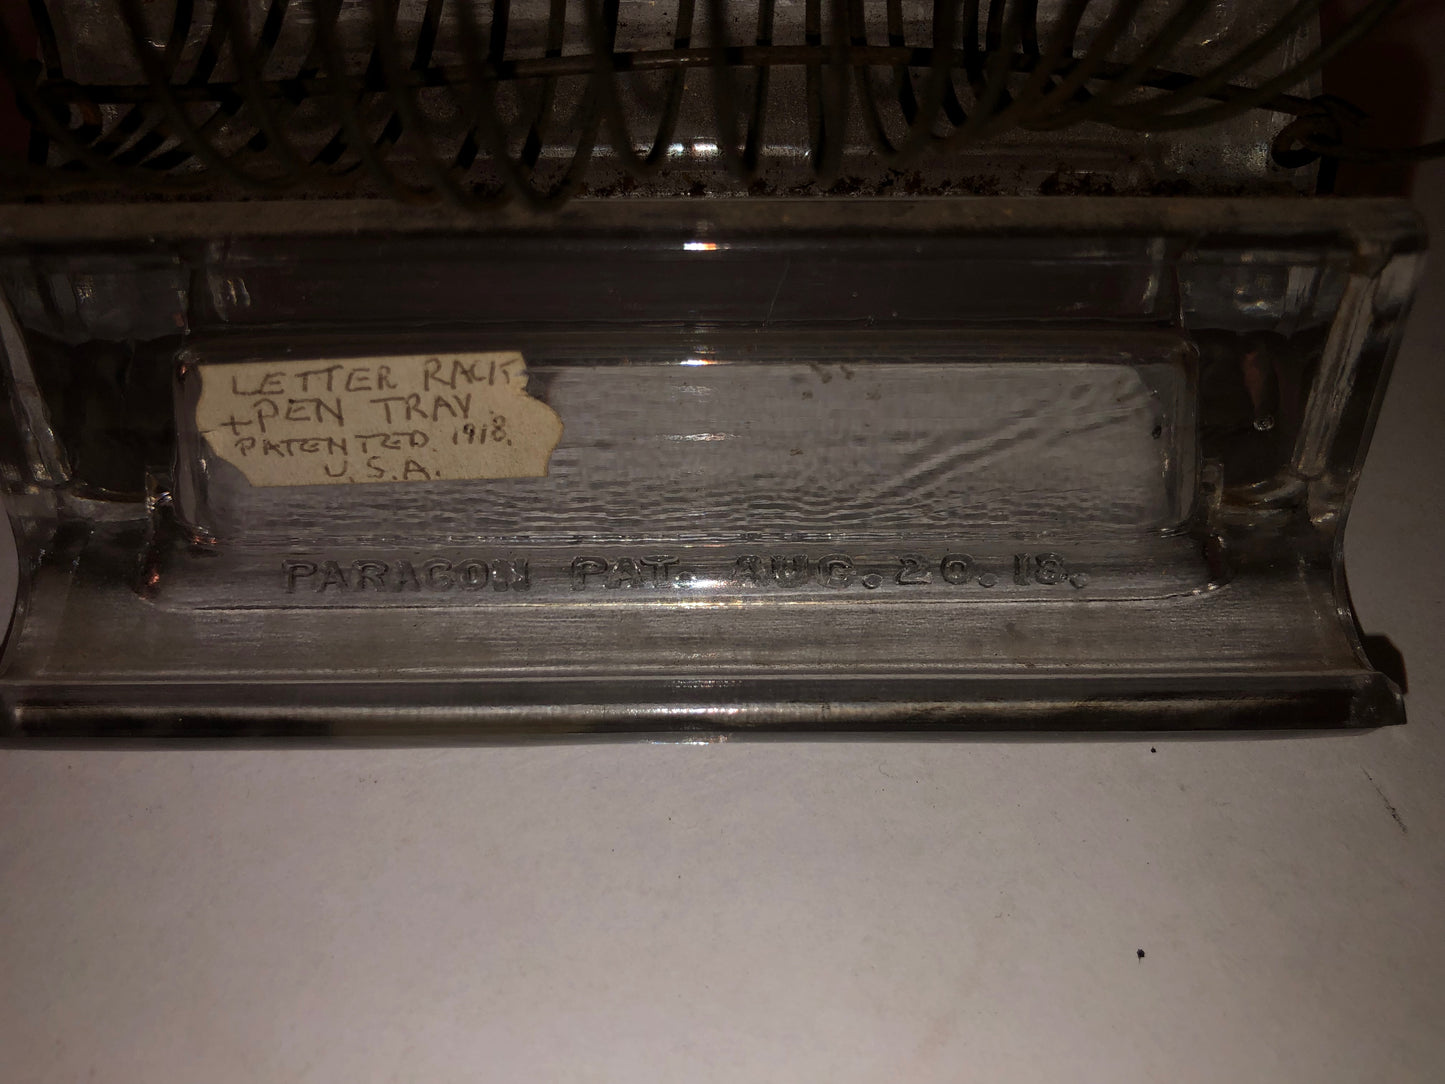 LETTER RACK
+ PEN TRAY.
PATENTED. 1918.
U.S.A.
PARAGON PAT. AUG. 20. 18.